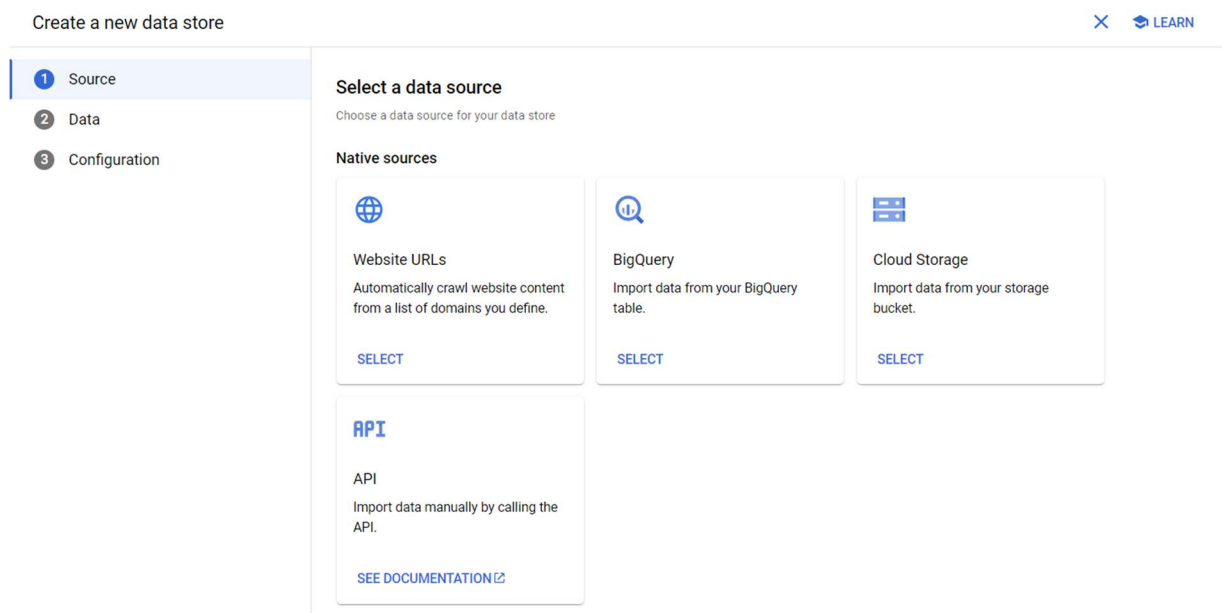 Create a new data store
LEARN
1 Source
2 Data
3 Configuration
Select a data source
Choose a data source for your data store
Native sources
Website URLs
Automatically crawl website content
from a list of domains you define.
SELECT
BigQuery
Import data from your BigQuery
table.
SELECT
Cloud Storage
Import data from your storage
bucket.
SELECT
API
API
Import data manually by calling the
API.
SEE DOCUMENTATION